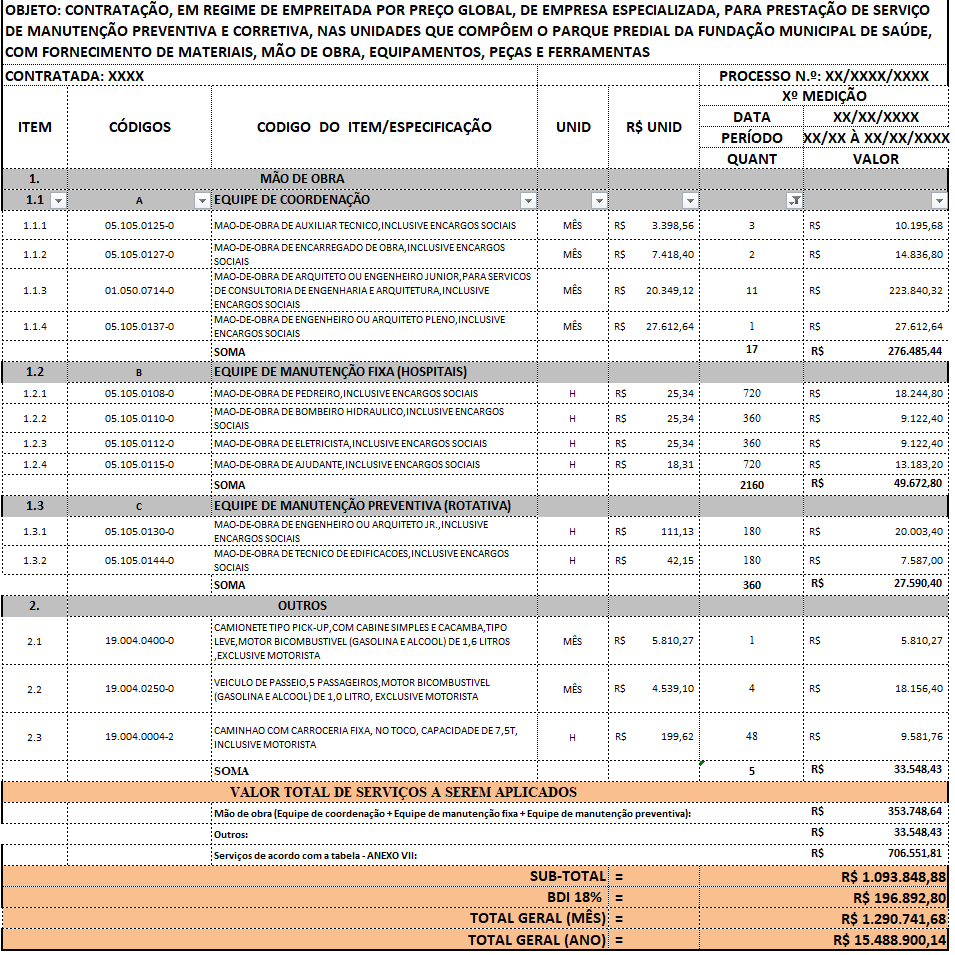 OBJETO: CONTRATAÇÃO, EM REGIME DE EMPREITADA POR PREÇO GLOBAL, DE EMPRESA ESPECIALIZADA, PARA PRESTAÇÃO DE SERVIÇO
DE MANUTENÇÃO PREVENTIVA E CORRETIVA, NAS UNIDADES QUE COMPÕEM O PARQUE PREDIAL DA FUNDAÇÃO MUNICIPAL DE SAÚDE,
COM FORNECIMENTO DE MATERIAIS, MÃO DE OBRA, EQUIPAMENTOS, PEÇAS E FERRAMENTAS
CONTRATADA: XXXX PROCESSO N.º: XX/XXXX/XXXX
Xº MEDIÇÃO
ITEM CÓDIGOS CODIGO DO ITEM/ESPECIFICAÇÃO UNID R$ UNID
DATA XX/XX/XXXX
PERÍODO XX/XX À XX/XX/XXXX
QUANT VALOR
1. MÃO DE OBRA
1.1 A EQUIPE DE COORDENAÇÃO
1.1.1 05.105.0125-0 MAO-DE-OBRA DE AUXILIAR TECNICO,INCLUSIVE ENCARGOS SOCIAIS MÊS R$ 3.398,56 3 R$ 10.195,68
1.1.2 05.105.0127-0 MAO-DE-OBRA DE ENCARREGADO DE OBRA,INCLUSIVE ENCARGOS
SOCIAIS MÊS R$ 7.418,40 2 R$ 14.836,80
1.1.3 01.050.0714-0 MAO-DE-OBRA DE ARQUITETO OU ENGENHEIRO JUNIOR,PARA SERVICOS
DE CONSULTORIA DE ENGENHARIA E ARQUITETURA,INCLUSIVE
ENCARGOS SOCIAIS MÊS R$ 20.349,12 11 R$ 223.840,32
1.1.4 05.105.0137-0 MAO-DE-OBRA DE ENGENHEIRO OU ARQUITETO PLENO,INCLUSIVE
ENCARGOS SOCIAIS MÊS R$ 27.612,64 1 R$ 27.612,64
SOMA 17 R$ 276.485,44
1.2 B EQUIPE DE MANUTENÇÃO FIXA (HOSPITAIS)
1.2.1 05.105.0108-0 MAO-DE-OBRA DE PEDREIRO,INCLUSIVE ENCARGOS SOCIAIS H R$ 25,34 720 R$ 18.244,80
1.2.2 05.105.0110-0 MAO-DE-OBRA DE BOMBEIRO HIDRAULICO,INCLUSIVE ENCARGOS
SOCIAIS H R$ 25,34 360 R$ 9.122,40
1.2.3 05.105.0112-0 MAO-DE-OBRA DE ELETRICISTA,INCLUSIVE ENCARGOS SOCIAIS H R$ 25,34 360 R$ 9.122,40
1.2.4 05.105.0115-0 MAO-DE-OBRA DE AJUDANTE,INCLUSIVE ENCARGOS SOCIAIS H R$ 18,31 720 R$ 13.183,20
SOMA 2160 R$ 49.672,80
1.3 C EQUIPE DE MANUTENÇÃO PREVENTIVA (ROTATIVA)
1.3.1 05.105.0130-0 MAO-DE-OBRA DE ENGENHEIRO OU ARQUITETO JR.,INCLUSIVE
ENCARGOS SOCIAIS H R$ 111,13 180 R$ 20.003,40
1.3.2 05.105.0144-0 MAO-DE-OBRA DE TECNICO DE EDIFICACOES,INCLUSIVE ENCARGOS
SOCIAIS H R$ 42,15 180 R$ 7.587,00
SOMA 360 R$ 27.590,40
2. OUTROS
2.1 19.004.0400-0 CAMIONETE TIPO PICK-UP,COM CABINE SIMPLES E CACAMBA,TIPO
LEVE,MOTOR BICOMBUSTIVEL (GASOLINA E ALCOOL) DE 1,6 LITROS
,EXCLUSIVE MOTORISTA MÊS R$ 5.810,27 1 R$ 5.810,27
2.2 19.004.0250-0 VEICULO DE PASSEIO,5 PASSAGEIROS,MOTOR BICOMBUSTIVEL
(GASOLINA E ALCOOL) DE 1,0 LITRO, EXCLUSIVE MOTORISTA MÊS R$ 4.539,10 4 R$ 18.156,40
2.3 19.004.0004-2 CAMINHAO COM CARROCERIA FIXA, NO TOCO, CAPACIDADE DE 7,5T,
INCLUSIVE MOTORISTA H R$ 199,62 48 R$ 9.581,76
SOMA 5 R$ 33.548,43
VALOR TOTAL DE SERVIÇOS A SEREM APLICADOS
Mão de obra (Equipe de coordenação + Equipe de manutenção fixa + Equipe de manutenção preventiva): R$ 353.748,64
Outros: R$ 33.548,43
Serviços de acordo com a tabela - ANEXO VII: R$ 706.551,81
SUB-TOTAL = R$ 1.093.848,88
BDI 18% = R$ 196.892,80
TOTAL GERAL (MÊS) = R$ 1.290.741,68
TOTAL GERAL (ANO) = R$ 15.488.900,14